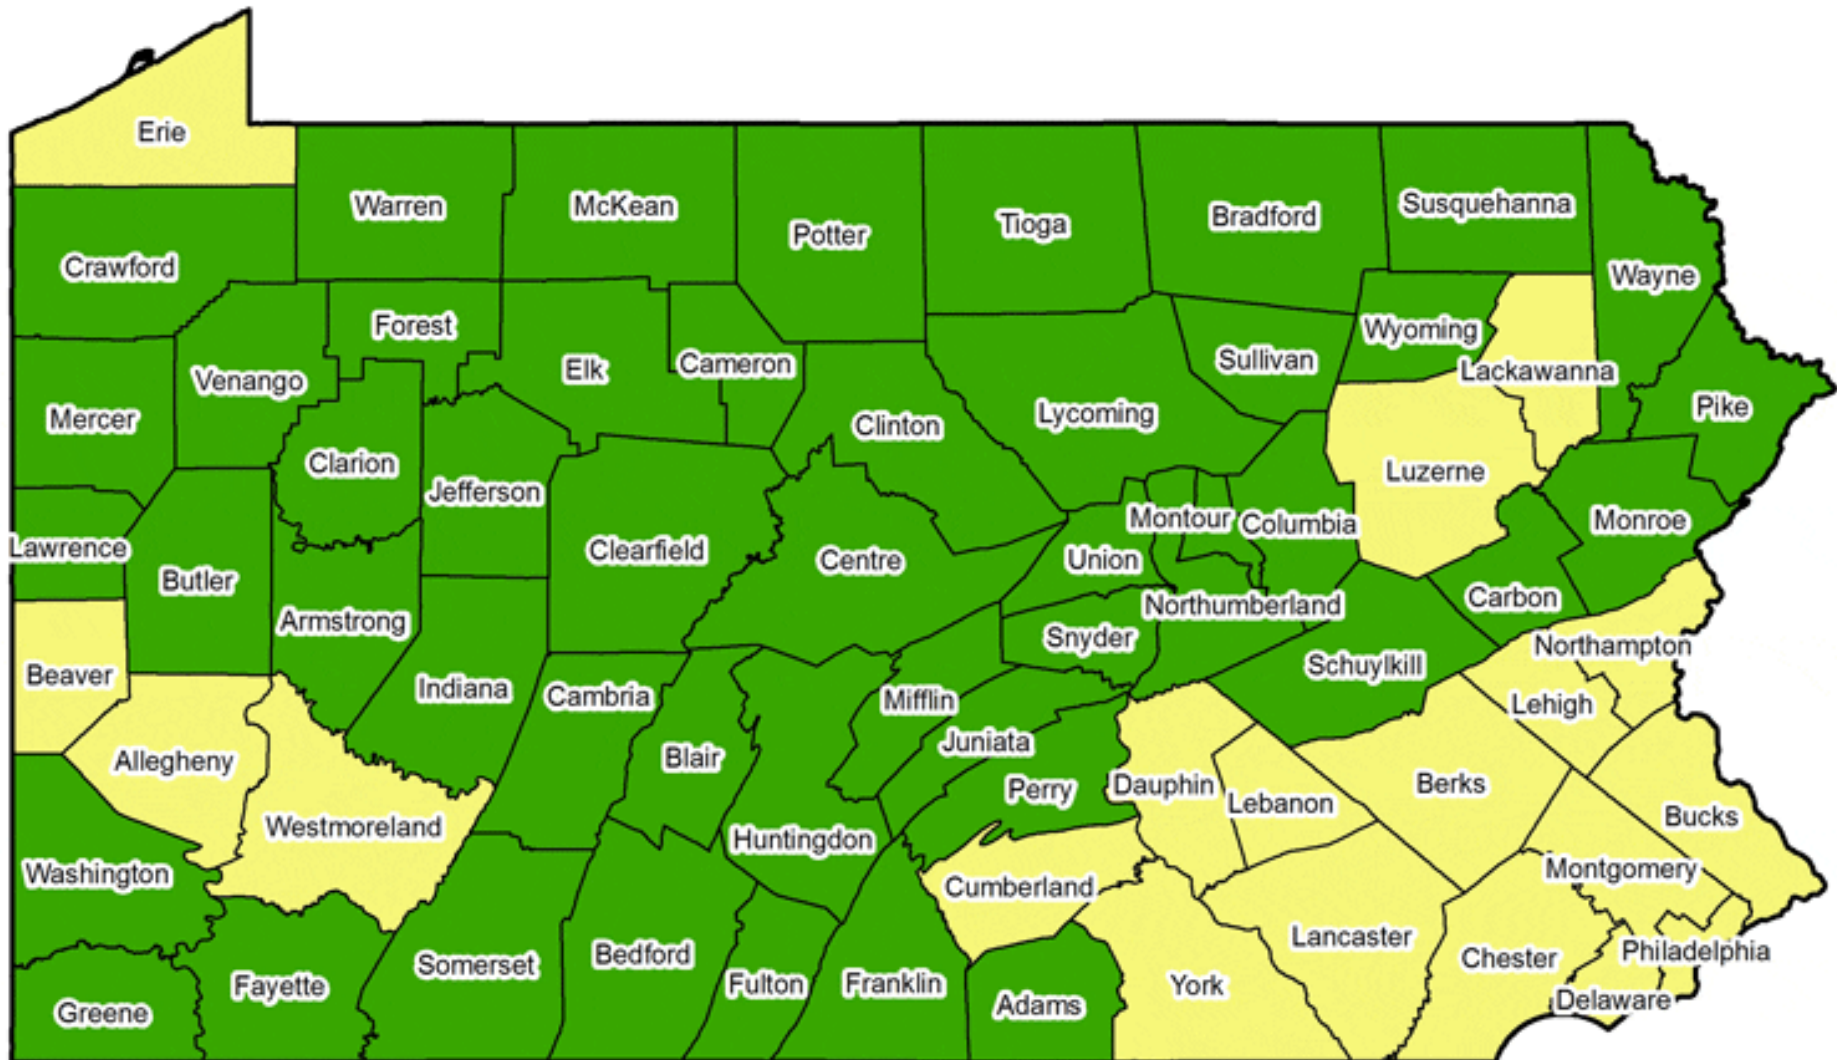 Erie
Warren
McKean
Potter
Tioga
Bradford
Susquehanna
Wayne
Crawford
Forest
Elk
Cameron
Sullivan
Wyoming
Lackawanna
Venango
Mercer
Clarion
Jefferson
Clinton
Lycoming
Luzerne
Pike
Lawrence
Butler
Armstrong
Clearfield
Centre
Union
Montour
Columbia
Monroe
Carbon
Northumberland
Snyder
Schuylkill
Northampton
Lehigh
Beaver
Allegheny
Indiana
Cambria
Blair
Mifflin
Juniata
Perry
Dauphin
Lebanon
Berks
Bucks
Westmoreland
Huntingdon
Washington
Cumberland
Montgomery
Lancaster
Chester
Philadelphia
Delaware
Greene
Fayette
Somerset
Bedford
Fulton
Franklin
Adams
York